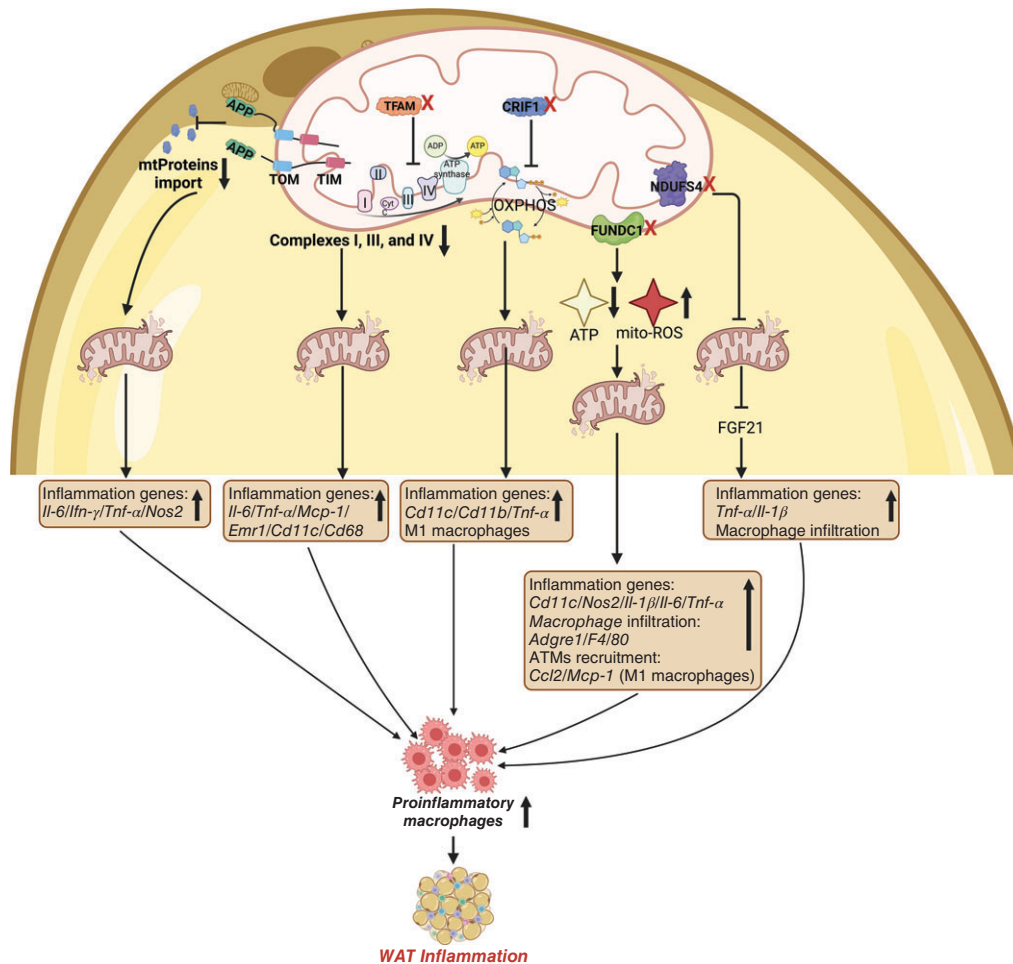 APP
APP
mtProteins
import
TOM
TIM
TFAM X
CRIF1 X
ADP
ATP
ATP
synthase
I
II
Cyt
C
III
IV
OXPHOS
NDUFS4 X
FUNDC1 X
Complexes I, III, and IV
ATP
mito-ROS
FGF21
Inflammation genes:
Il-6/Ifn-γ/Tnf-α/Nos2
Inflammation genes:
Il-6/Tnf-α/Mcp-1/
Emr1/Cd11c/Cd68
Inflammation genes:
Cd11c/Cd11b/Tnf-α
M1 macrophages
Inflammation genes:
Tnf-α/Il-1β
Macrophage infiltration
Inflammation genes:
Cd11c/Nos2/Il-1β/Il-6/Tnf-α
Macrophage infiltration:
Adgre1/F4/80
ATMs recruitment:
Ccl2/Mcp-1 (M1 macrophages)
Proinflammatory
macrophages
WAT Inflammation